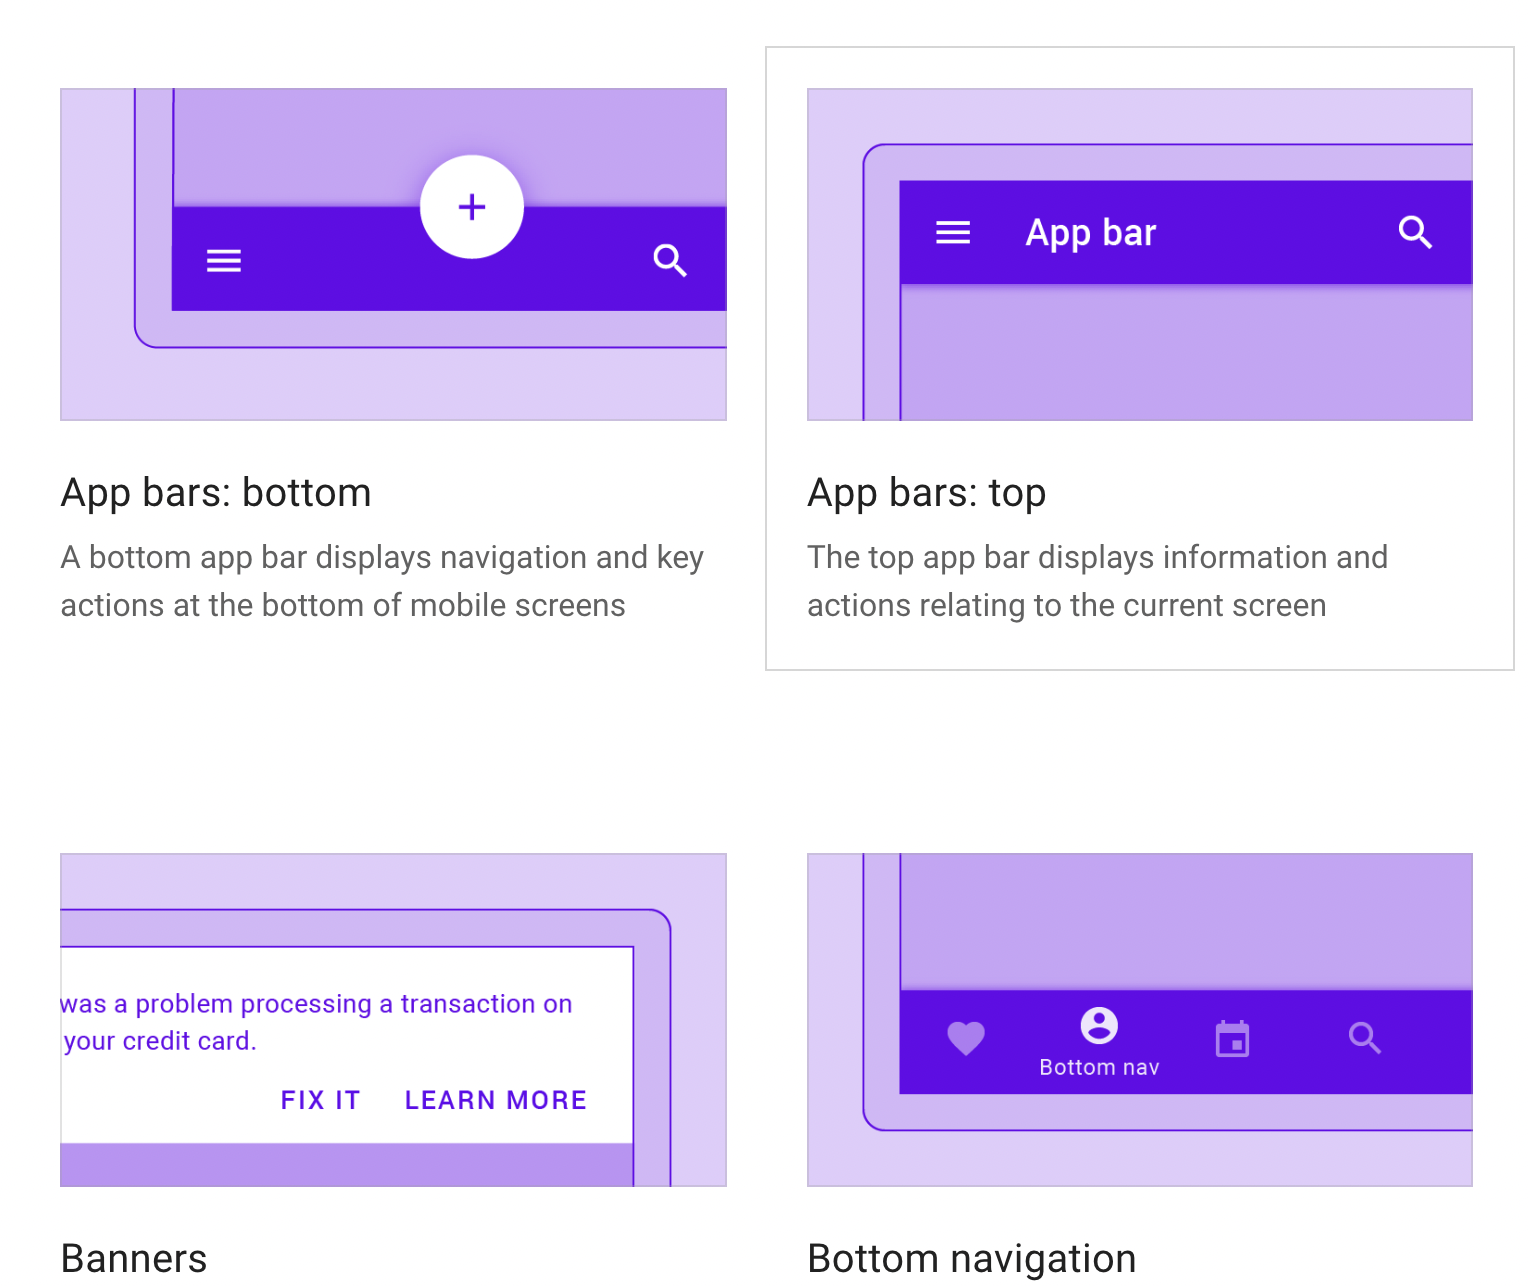 App bar
App bars: bottom
A bottom app bar displays navigation and key
actions at the bottom of mobile screens
App bars: top
The top app bar displays information and
actions relating to the current screen
was a problem processing a transaction on
your credit card.
FIX IT LEARN MORE
Bottom nav
Banners
Bottom navigation